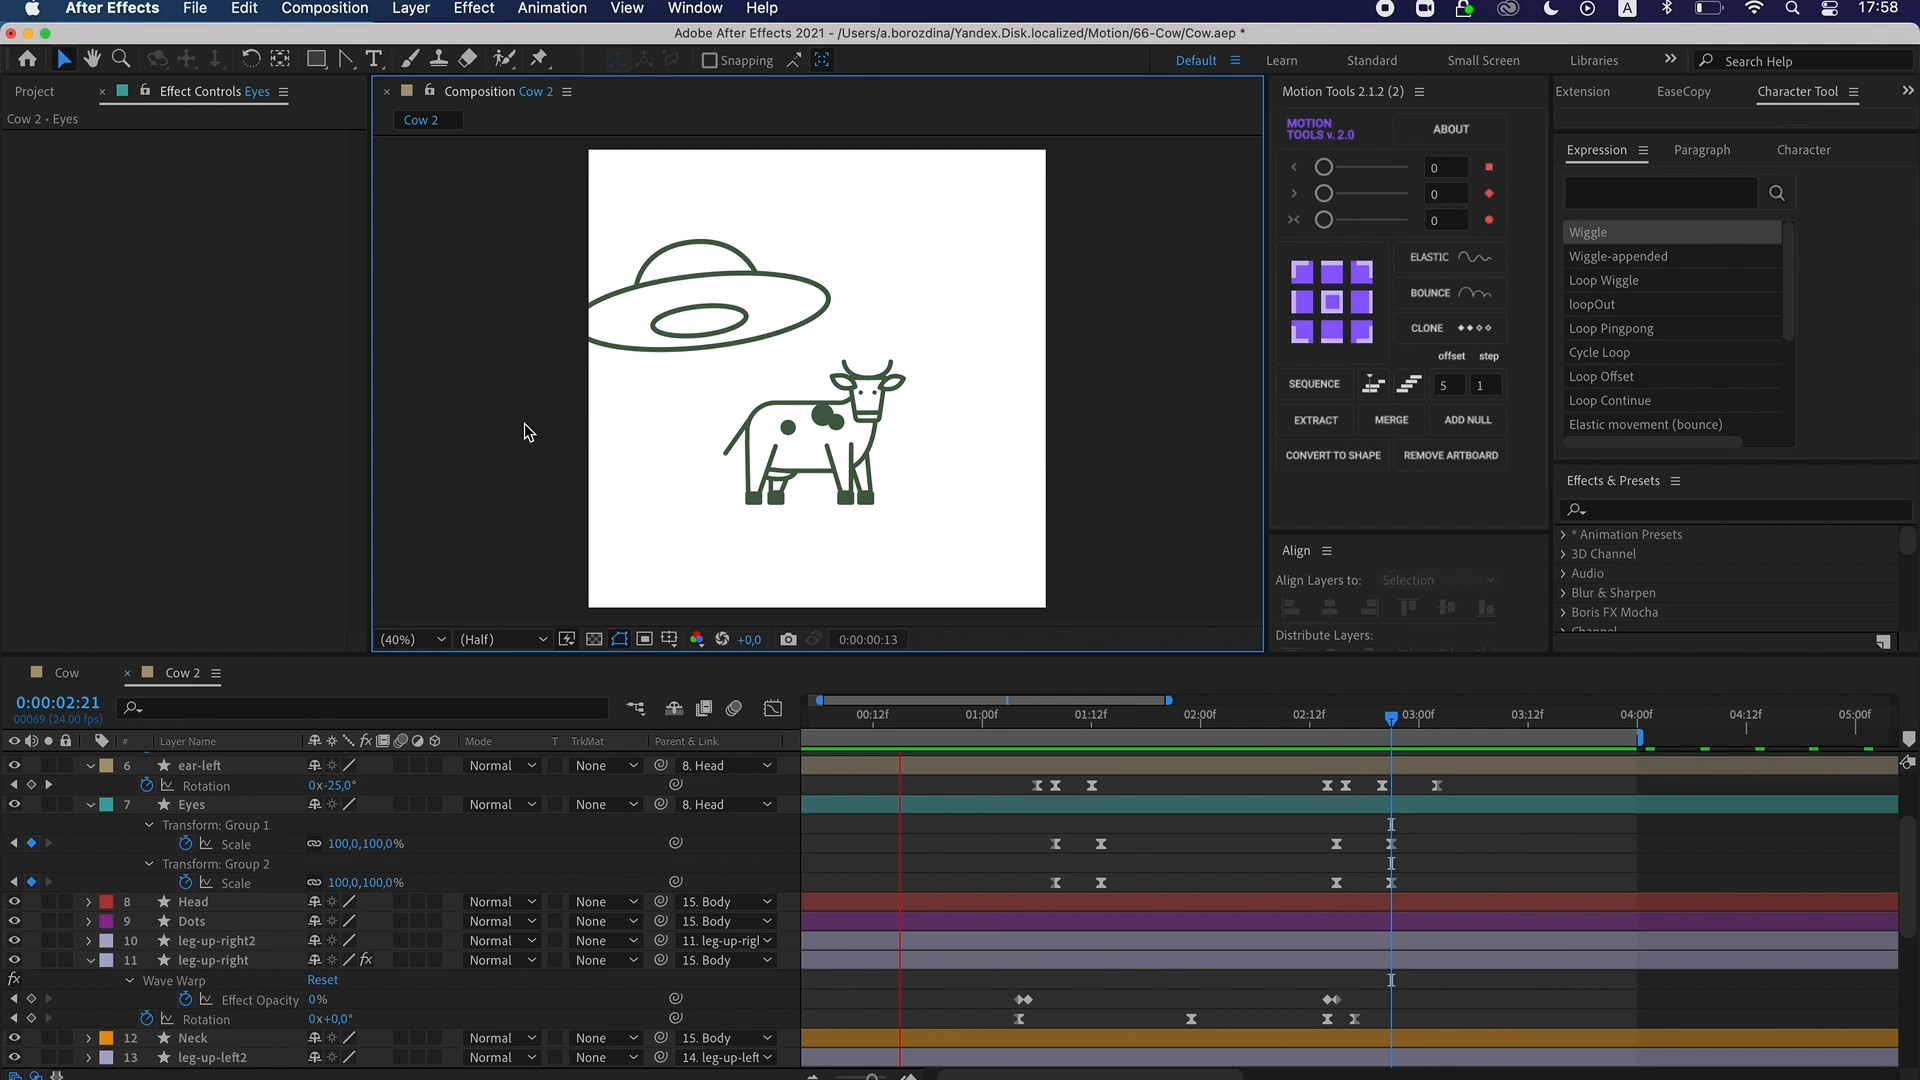 After Effects File Edit Composition Layer Effect Animation View Window Help A 17:58
Adobe After Effects 2021 - /Users/a.borozdina/Yandex.Disk.localized/Motion/66-Cow/Cow.aep *
T Snapping Default Learn Standard Small Screen Libraries Search Help
Project Effect Controls Eyes
Cow 2 • Eyes
Composition Cow 2
Cow 2
(40%) (Half) +0,0 0:00:00:13
Motion Tools 2.1.2 (2)
MOTION
TOOLS v. 2.0
ABOUT
0
0
0
ELASTIC
BOUNCE
CLONE
offset step
SEQUENCE 5 1
EXTRACT MERGE ADD NULL
CONVERT TO SHAPE REMOVE ARTBOARD
Align
Align Layers to: Selection
Distribute Layers:
Extension EaseCopy Character Tool
Expression Paragraph Character
Wiggle
Wiggle-appended
Loop Wiggle
loopOut
Loop Pingpong
Cycle Loop
Loop Offset
Loop Continue
Elastic movement (bounce)
Effects & Presets
* Animation Presets
3D Channel
Audio
Blur & Sharpen
Boris FX Mocha
Channel
Cow Cow 2
0:00:02:21
00069 (24.00 fps)
00:12f 01:00f 01:12f 02:00f 02:12f 03:00f 03:12f 04:00f 04:12f 05:00f
# Layer Name fx Mode T TrkMat Parent & Link
6 ear-left Normal None 8. Head
Rotation 0x-25,0°
7 Eyes Normal None 8. Head
Transform: Group 1
Scale 100,0,100,0%
Transform: Group 2
Scale 100,0,100,0%
8 Head Normal None 15. Body
9 Dots Normal None 15. Body
10 leg-up-right2 Normal None 11. leg-up-rigl
11 leg-up-right fx Normal None 15. Body
fx Wave Warp Reset
Effect Opacity 0%
Rotation 0x+0,0°
12 Neck Normal None 15. Body
13 leg-up-left2 Normal None 14. leg-up-left